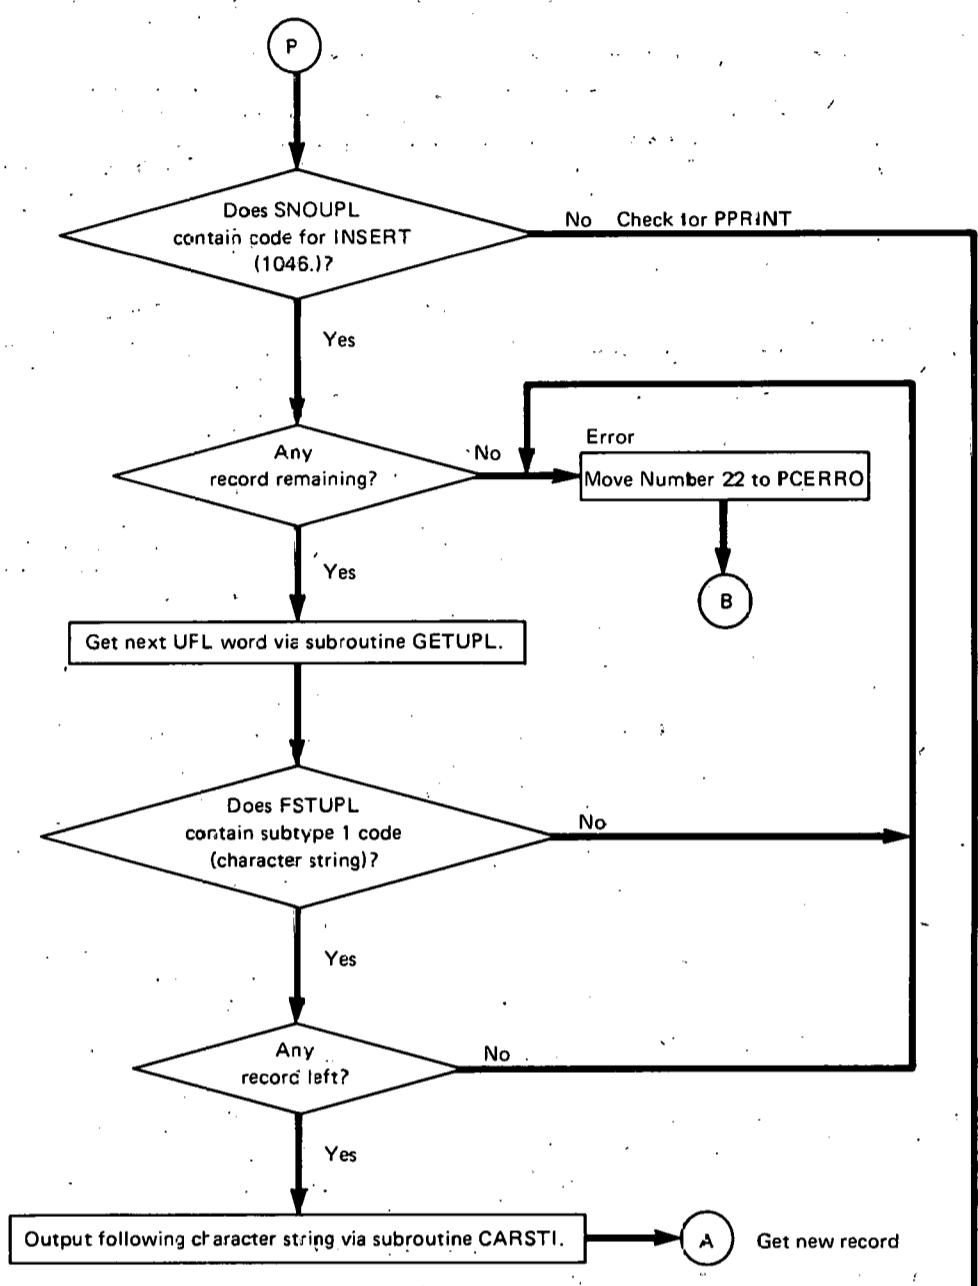 P
Does SNOUPL
contain code for INSERT
(1046.)?
No Check for PPRINT
Yes
Any
record remaining?
No
Error
Move Number 22 to PCERRO
B
Yes
Get next UFL word via subroutine GETUPL.
Does FSTUPL
contain subtype 1 code
(character string)?
No
Yes
Any
record left?
No
Yes
Output following character string via subroutine CARSTI.
A
Get new record